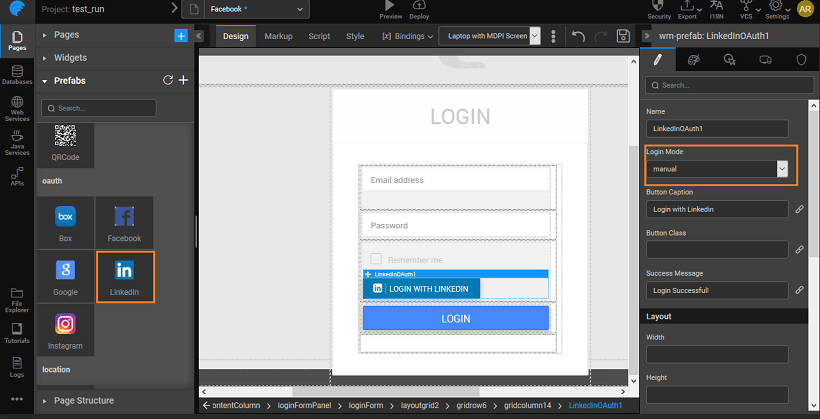 Project: test_run
Facebook *
Preview
Deploy
Security
Export
I18N
VCS
Settings
AR
Pages
Databases
Web
Services
Java
Services
APIs
File
Explorer
Tutorials
Logs
Pages
Widgets
Prefabs
Search...
QRCode
oauth
box
Box
Facebook
Google
LinkedIn
Instagram
location
Page Structure
Design
Markup
Script
Style
[x] Bindings
Laptop with MDPI Screen
LOGIN
Email address
Password
Remember me
LinkedInOAuth1
in LOGIN WITH LINKEDIN
LOGIN
ontentColumn > loginFormPanel > loginForm > layoutgrid2 > gridrow6 > gridcolumn14 > LinkedInOAuth1
wm-prefab: LinkedInOAuth1
Search...
Name
LinkedInOAuth1
Login Mode
manual
Button Caption
Login with Linkedin
Button Class
Success Message
Login Successful!
Layout
Width
Height